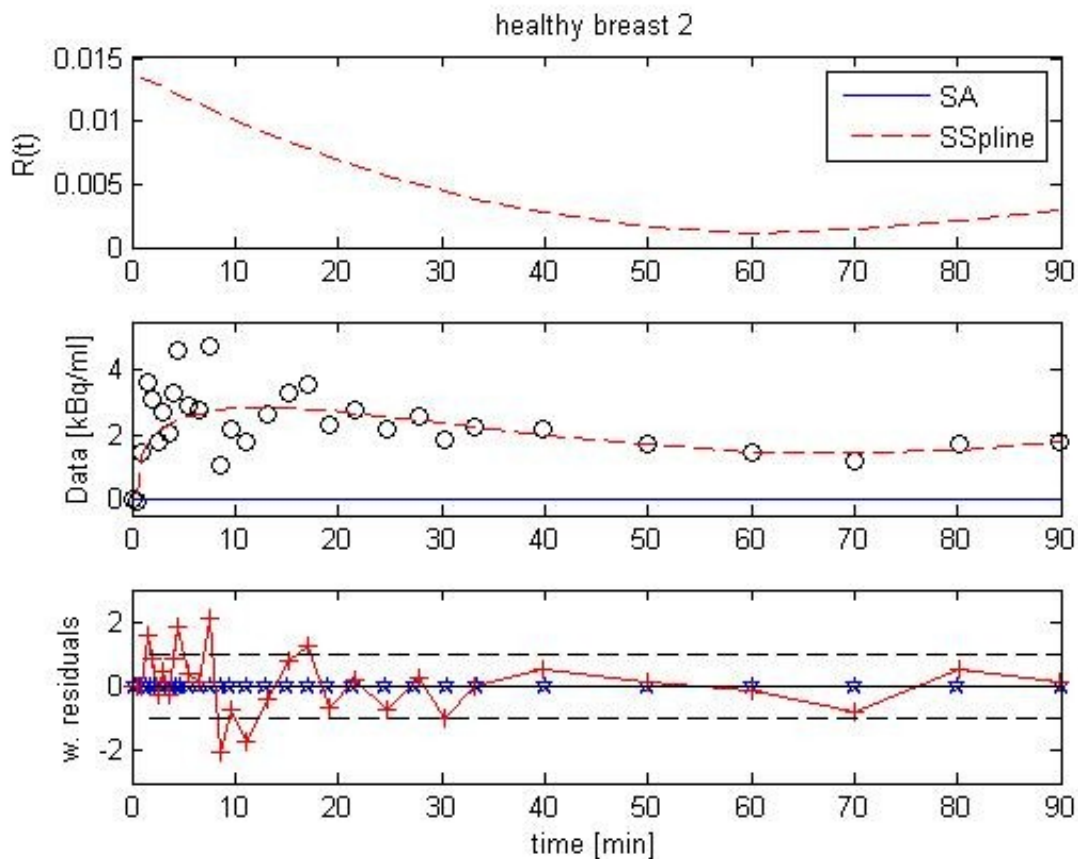 healthy breast 2
0.015
0.01
0.005
0
R(t)
SA
SSpline
0 10 20 30 40 50 60 70 80 90
4
2
0
Data [kBq/ml]
0 10 20 30 40 50 60 70 80 90
2
0
-2
w. residuals
0 10 20 30 40 50 60 70 80 90
time [min]